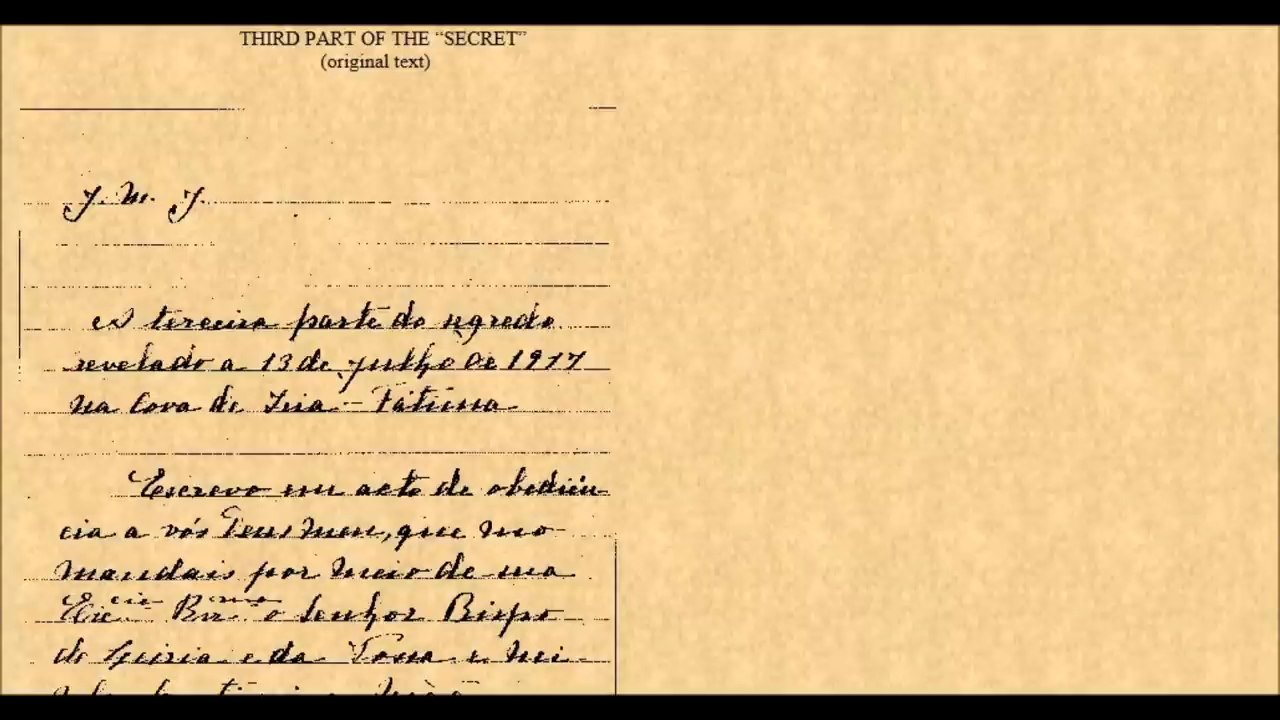 THIRD PART OF THE “SECRET”
(original text)
J. M. J.
A terceira parte do segredo
revelado a 13 de julho de 1917
na Cova de Iria – Fátima
Escrevo em acto de obediên
cia a vós Deus meu, que mo
mandais por meio de sua
Ex.cia Rev.ma o Senhor Bispo
de Leiria e da Vossa e mi-